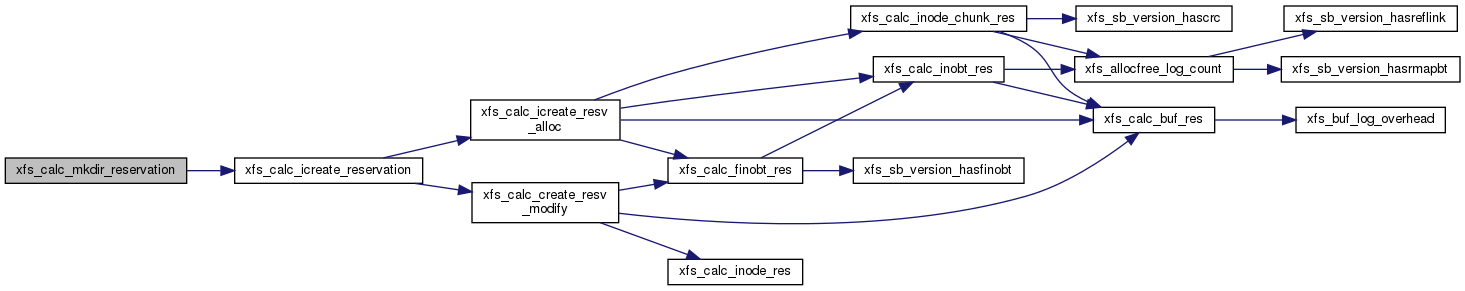 xfs_calc_mkdir_reservation
xfs_calc_icreate_reservation
xfs_calc_icreate_resv
_alloc
xfs_calc_create_resv
_modify
xfs_calc_inode_chunk_res
xfs_calc_inobt_res
xfs_calc_finobt_res
xfs_calc_inode_res
xfs_sb_version_hascrc
xfs_allocfree_log_count
xfs_calc_buf_res
xfs_sb_version_hasfinobt
xfs_sb_version_hasreflink
xfs_sb_version_hasrmapbt
xfs_buf_log_overhead